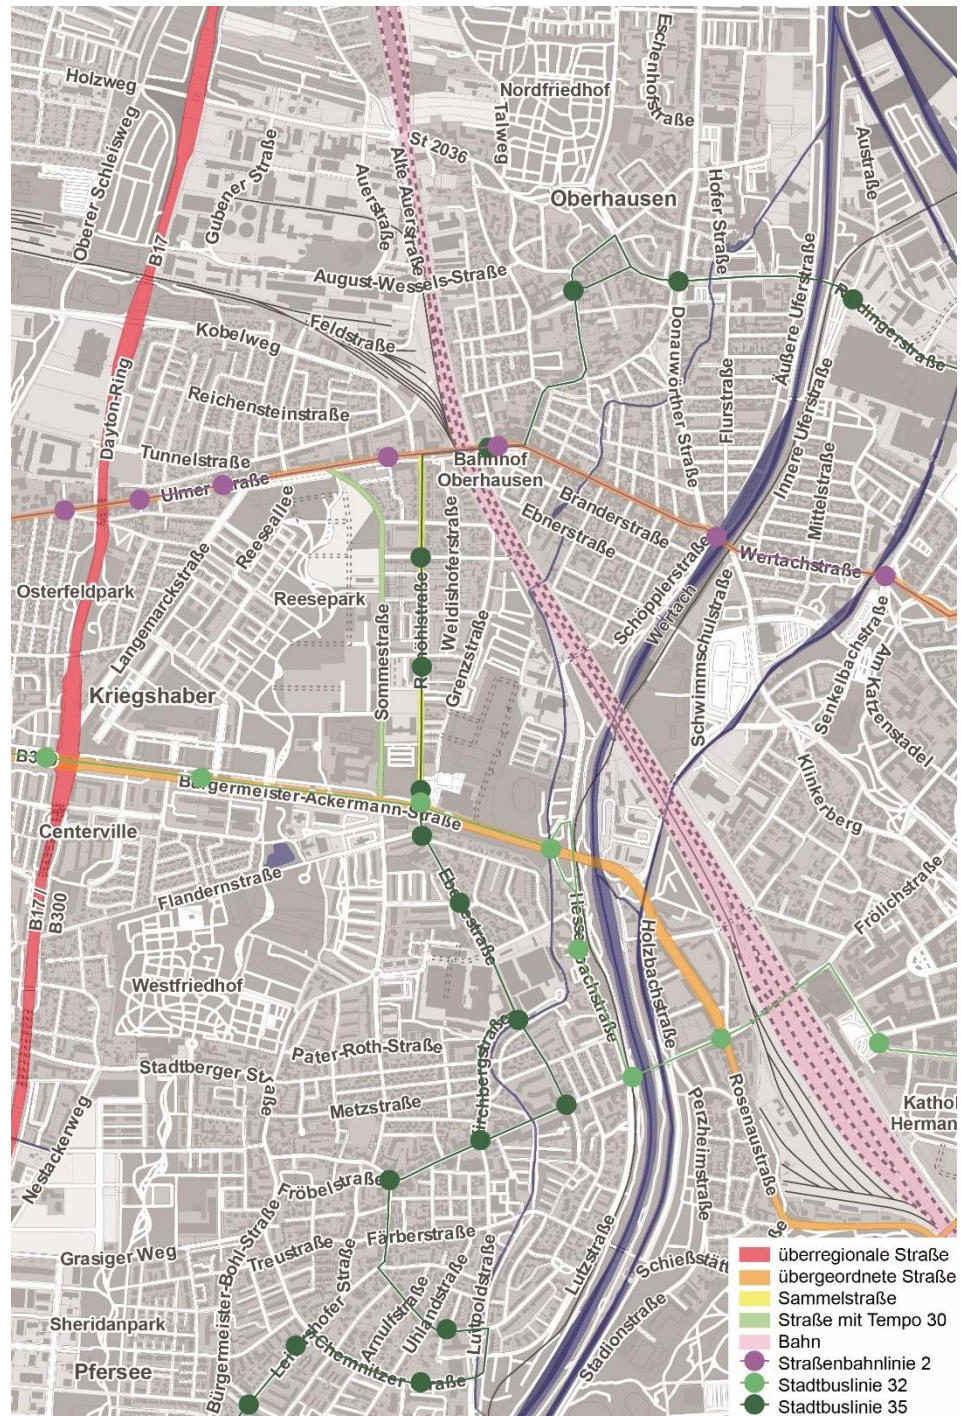 Holzweg
Oberer Schleisweg
Gubener Straße
B17
Auerstraße
Alte Auerstraße
St 2036
Talweg
Nordfriedhof
Eschenhofstraße
Oberhausen
Hofer Straße
Austraße
August-Wessels-Straße
Feldstraße
Kobelweg
Dayton-Ring
Reichensteinstraße
Tunnelstraße
Ulmer Straße
Bahnhof
Oberhausen
Donauwörther Straße
Flurstraße
Äußere Uferstraße
Innere Uferstraße
Riedingerstraße
Mittelstraße
Branderstraße
Ebnerstraße
Wertachstraße
Schöpplerstraße
Wertach
Schwimmschulstraße
Senkelbachstraße
Am Katzenstadel
Klinkerberg
Osterfeldpark
Langemarckstraße
Reeseallee
Reesepark
Sommestraße
Weldishoferstraße
Grenzstraße
Kriegshaber
Bürgermeister-Ackermann-Straße
Centerville
B17 //
B300
Flandernstraße
Westfriedhof
Holzbachstraße
Fröllchstraße
Pater-Roth-Straße
Stadtberger Straße
Metzstraße
Kirchbergstraße
Nestackerweg
Fröbelstraße
Perzheimstraße
Rosenaustraße
Färberstraße
Treustraße
Grasiger Weg
Bürgermeister-Bohl-Straße
Arnulfstraße
Uhlandstraße
Luitpoldstraße
Lutzstraße
Stadionstraße
Sheridanpark
Pfersee
Chemnitzer Straße
überregionale Straße
übergeordnete Straße
Sammelstraße
Straße mit Tempo 30
Bahn
Straßenbahnlinie 2
Stadtbuslinie 32
Stadtbuslinie 35